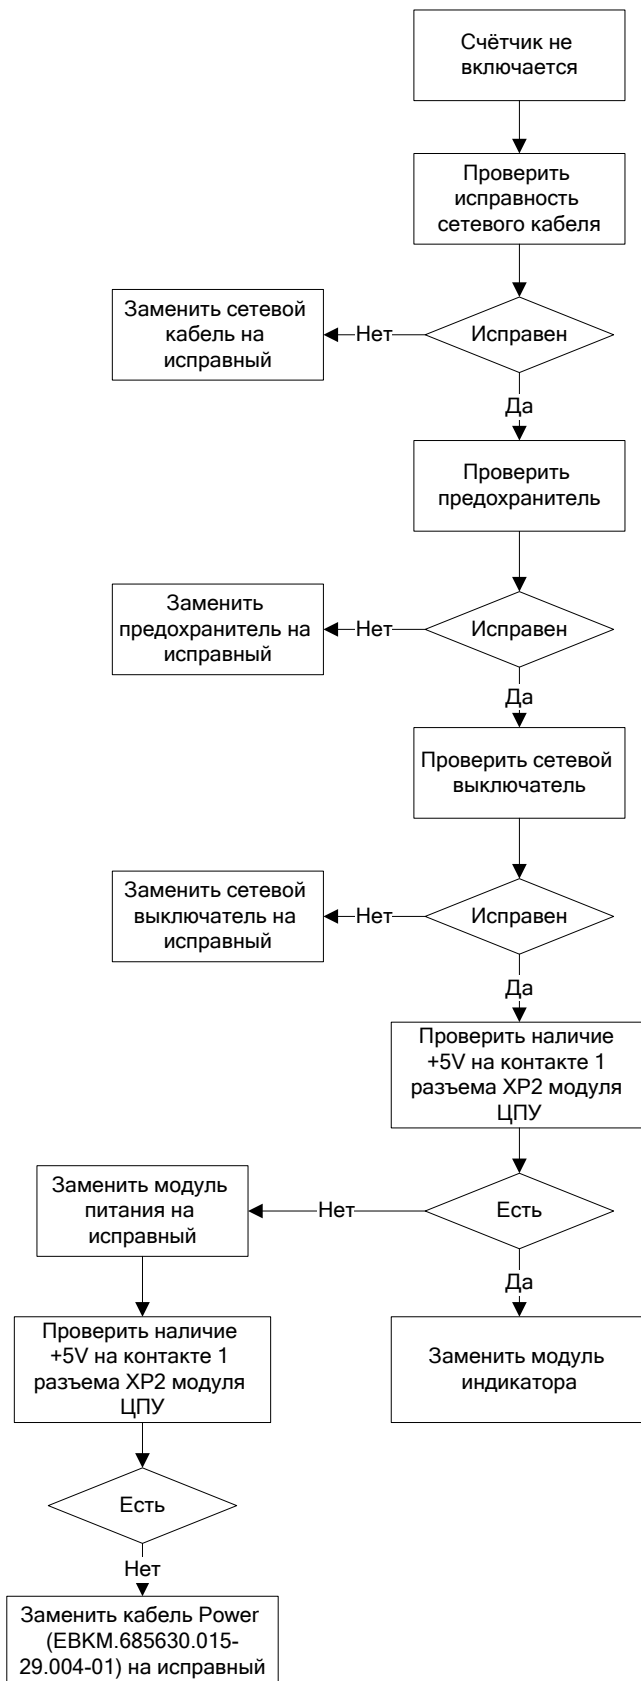 Счётчик не
включается
Проверить
исправность
сетевого кабеля
Заменить сетевой
кабель на
исправный
Нет
Исправен
Да
Проверить
предохранитель
Заменить
предохранитель на
исправный
Нет
Исправен
Да
Проверить сетевой
выключатель
Заменить сетевой
выключатель на
исправный
Нет
Исправен
Да
Проверить наличие
+5V на контакте 1
разъема XP2 модуля
ЦПУ
Заменить модуль
питания на
исправный
Нет
Есть
Да
Проверить наличие
+5V на контакте 1
разъема XP2 модуля
ЦПУ
Заменить модуль
индикатора
Есть
Нет
Заменить кабель Power
(EBKM.685630.015-
29.004-01) на исправный